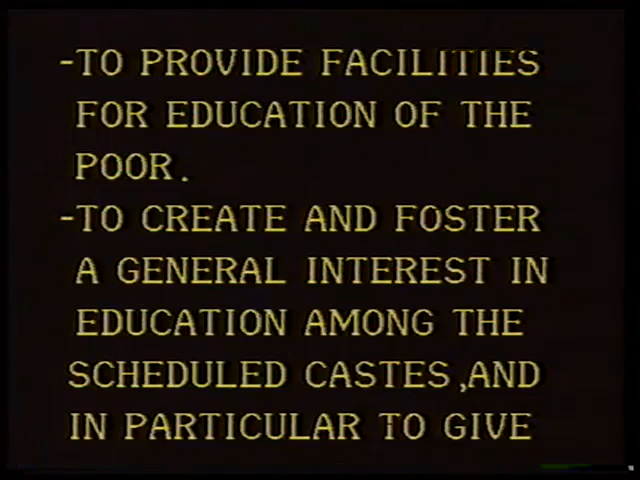 -TO PROVIDE FACILITIES
FOR EDUCATION OF THE
POOR.
-TO CREATE AND FOSTER
A GENERAL INTEREST IN
EDUCATION AMONG THE
SCHEDULED CASTES,AND
IN PARTICULAR TO GIVE